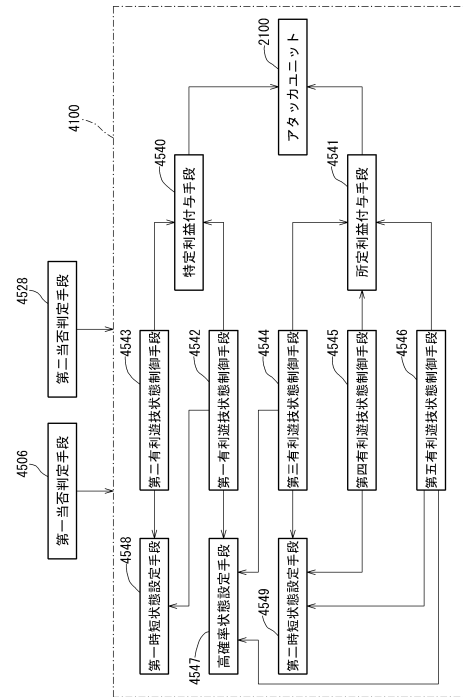 4506
第一当否判定手段
4528
第二当否判定手段
4100
4548
第一時短状態設定手段
4547
高確率状態設定手段
4549
第二時短状態設定手段
4543
第二有利遊技状態制御手段
4542
第一有利遊技状態制御手段
4544
第三有利遊技状態制御手段
4545
第四有利遊技状態制御手段
4546
第五有利遊技状態制御手段
4540
特定利益付与手段
4541
所定利益付与手段
2100
アタッカユニット